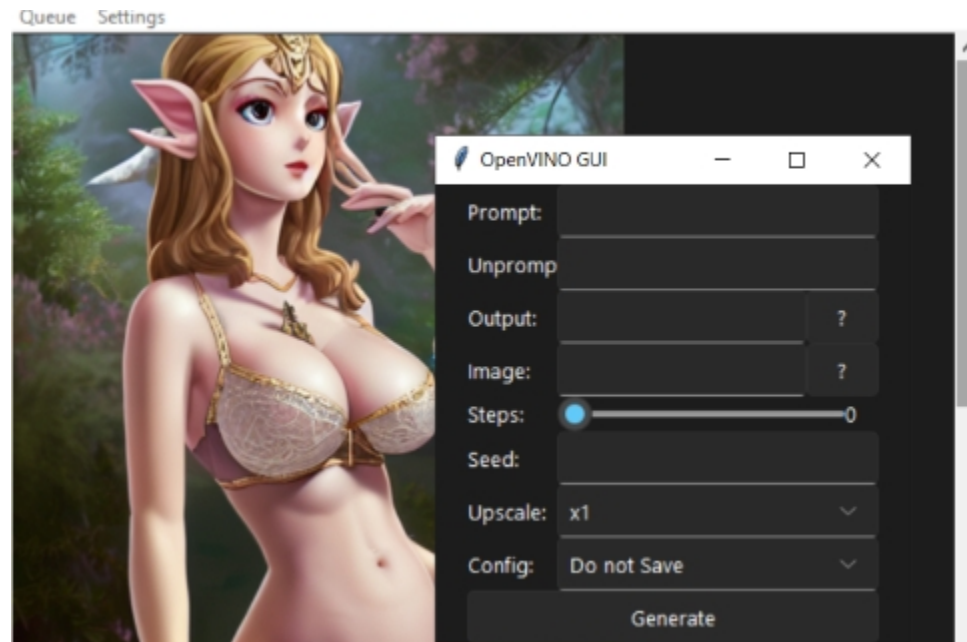 Queue Settings
OpenVINO GUI
Prompt:
Unpromp
Output: ?
Image: ?
Steps: 0
Seed:
Upscale: x1
Config: Do not Save
Generate